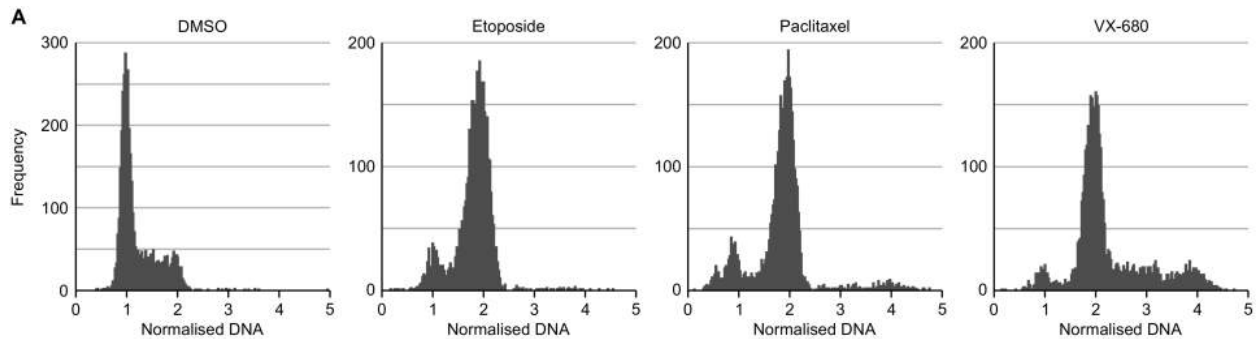 A
DMSO
Etoposide
Paclitaxel
VX-680
Frequency
300
200
100
0
0 1 2 3 4 5
Normalised DNA
200
100
0
0 1 2 3 4 5
Normalised DNA
200
100
0
0 1 2 3 4 5
Normalised DNA
200
100
0
0 1 2 3 4 5
Normalised DNA